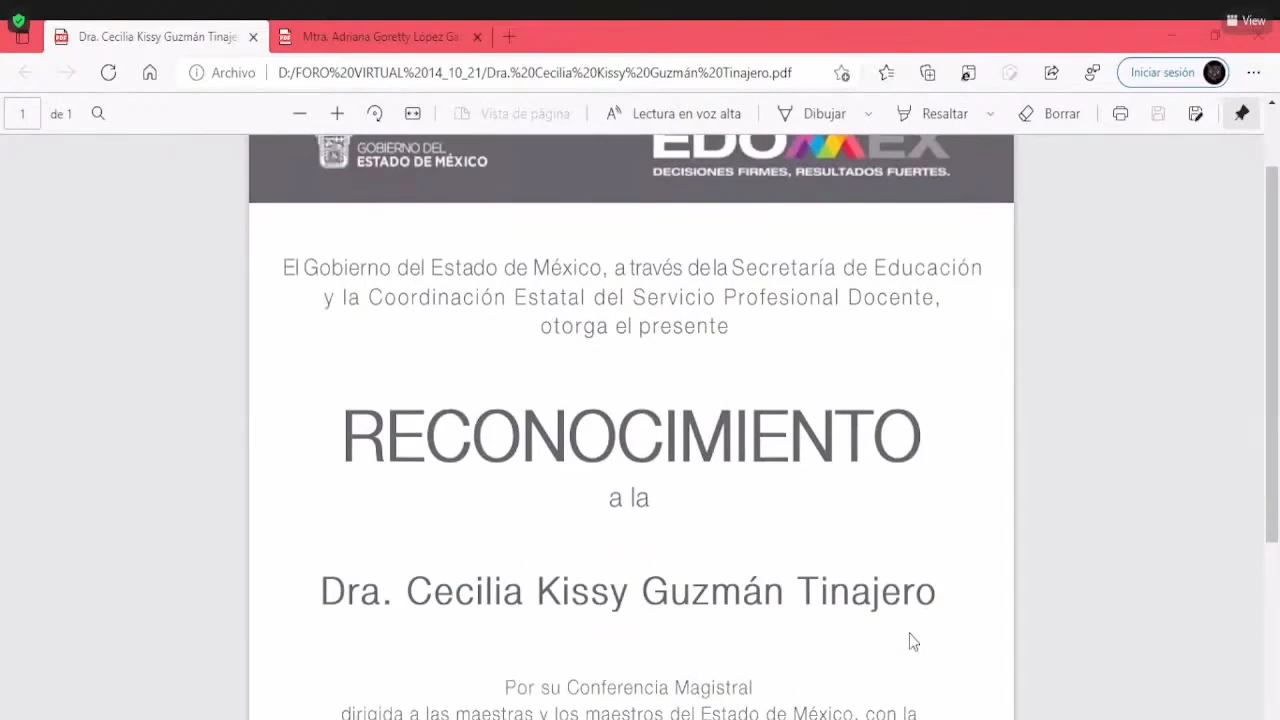 View
Dra. Cecilia Kissy Guzmán Tinaje
Mtra. Adriana Goretty López Ga
Archivo
D:/FORO%20VIRTUAL%2014_10_21/Dra.%20Cecilia%20Kissy%20Guzmán%20Tinajero.pdf
Iniciar sesión
1 de 1
Vista de página
Lectura en voz alta
Dibujar
Resaltar
Borrar
GOBIERNO DEL
ESTADO DE MÉXICO
EDOMEX
DECISIONES FIRMES, RESULTADOS FUERTES.
El Gobierno del Estado de México, a través de la Secretaría de Educación
y la Coordinación Estatal del Servicio Profesional Docente,
otorga el presente
RECONOCIMIENTO
a la
Dra. Cecilia Kissy Guzmán Tinajero
Por su Conferencia Magistral
dirigida a las maestras y los maestros del Estado de México, con la